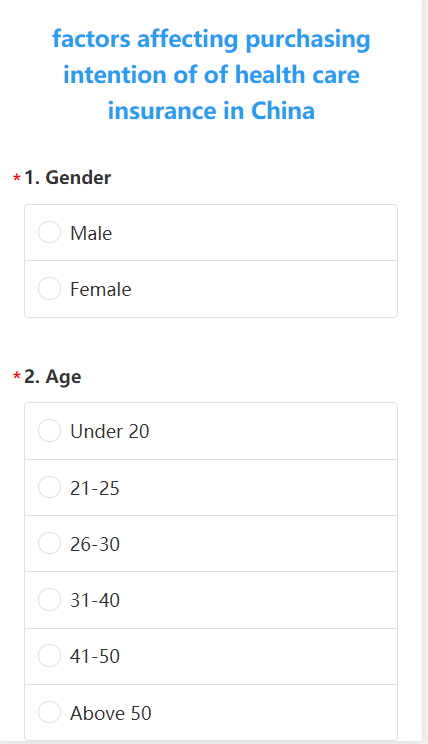 factors affecting purchasing
intention of of health care
insurance in China
*1. Gender
Male
Female
*2. Age
Under 20
21-25
26-30
31-40
41-50
Above 50